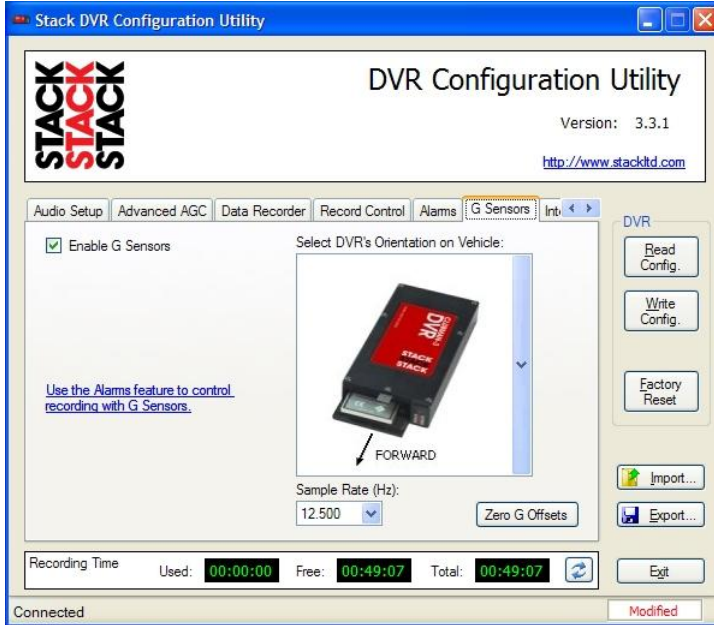 Stack DVR Configuration Utility
STACK
STACK
STACK
DVR Configuration Utility
Version: 3.3.1
http://www.stackltd.com
Audio Setup
Advanced AGC
Data Recorder
Record Control
Alarms
G Sensors
Enable G Sensors
Select DVR's Orientation on Vehicle:
DVR
STACK
STACK
FORWARD
Use the Alarms feature to control
recording with G Sensors.
Sample Rate (Hz):
12.500
Zero G Offsets
DVR
Read
Config.
Write
Config.
Factory
Reset
Import...
Export...
Exit
Recording Time
Used: 00:00:00 Free: 00:49:07 Total: 00:49:07
Connected
Modified